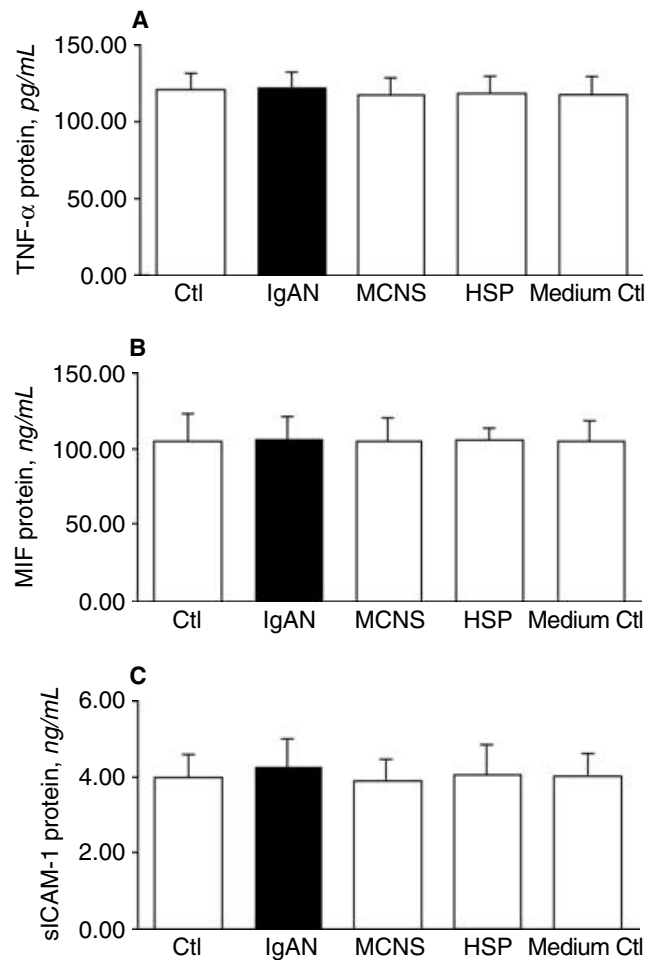 A
TNF-α protein, pg/mL
150.00
100.00
50.00
0.00
Ctl IgAN MCNS HSP Medium Ctl
B
MIF protein, ng/mL
150.00
100.00
50.00
0.00
Ctl IgAN MCNS HSP Medium Ctl
C
sICAM-1 protein, ng/mL
6.00
4.00
2.00
0.00
Ctl IgAN MCNS HSP Medium Ctl